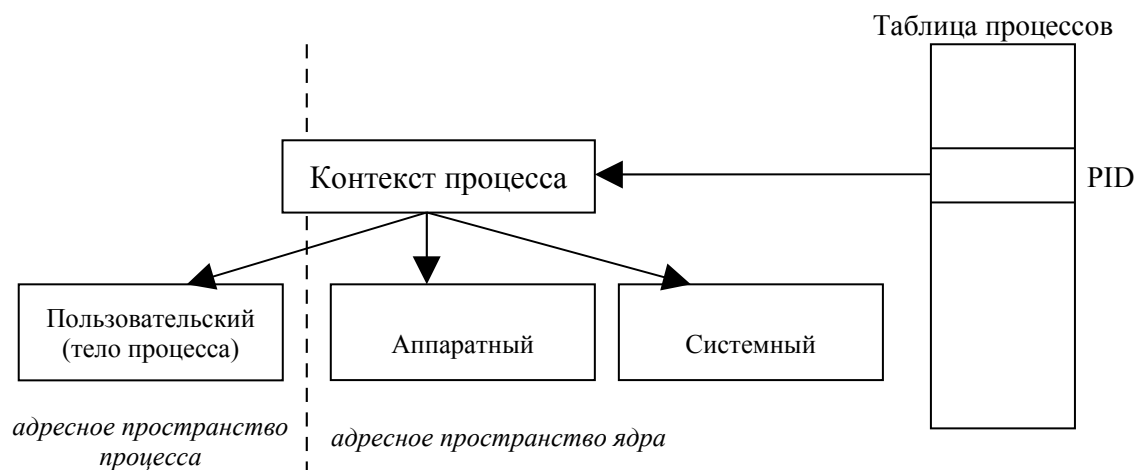 Таблица процессов
Контекст процесса
PID
Пользовательский
(тело процесса)
Аппаратный
Системный
адресное пространство
процесса
адресное пространство ядра